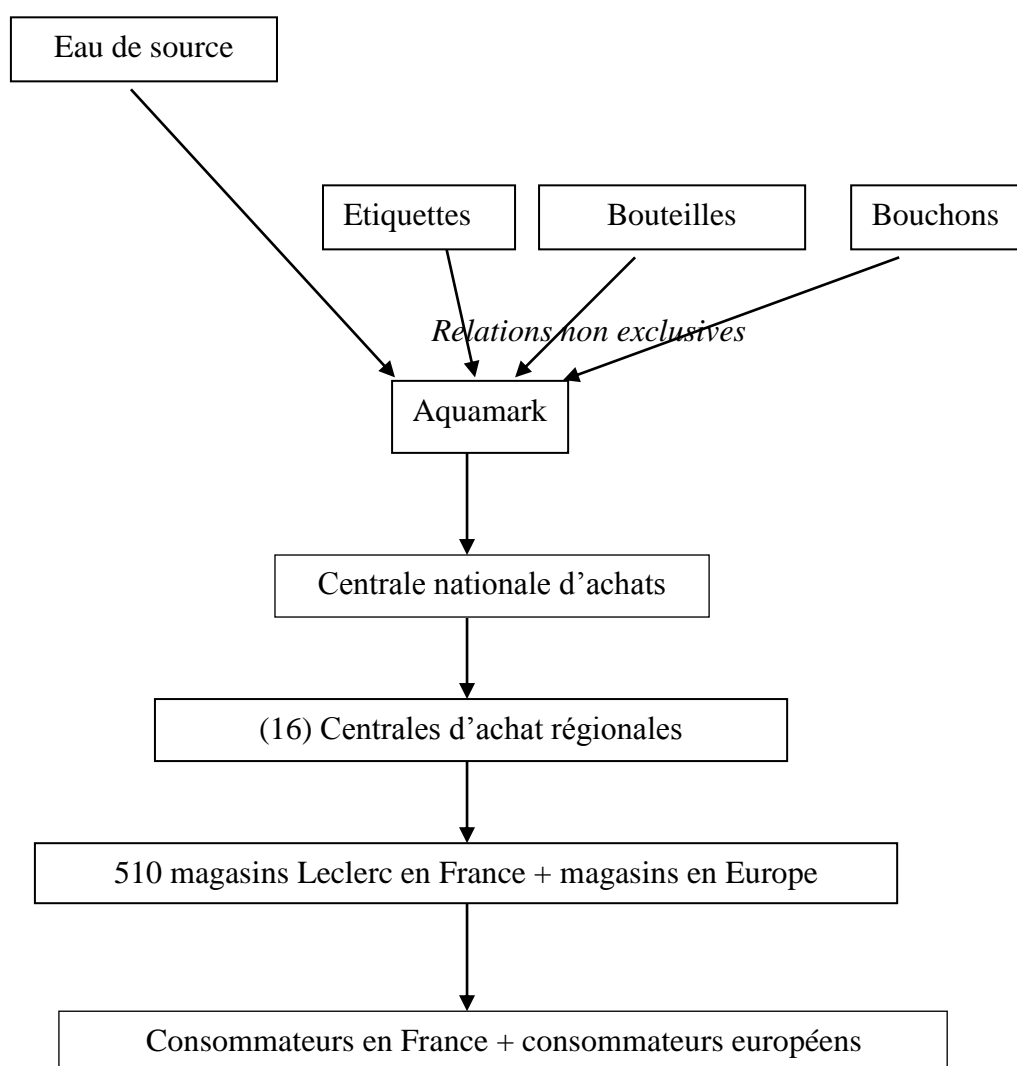 Eau de source
Etiquettes
Bouteilles
Bouchons
Relations non exclusives
Aquamark
Centrale nationale d’achats
(16) Centrales d’achat régionales
510 magasins Leclerc en France + magasins en Europe
Consommateurs en France + consommateurs européens